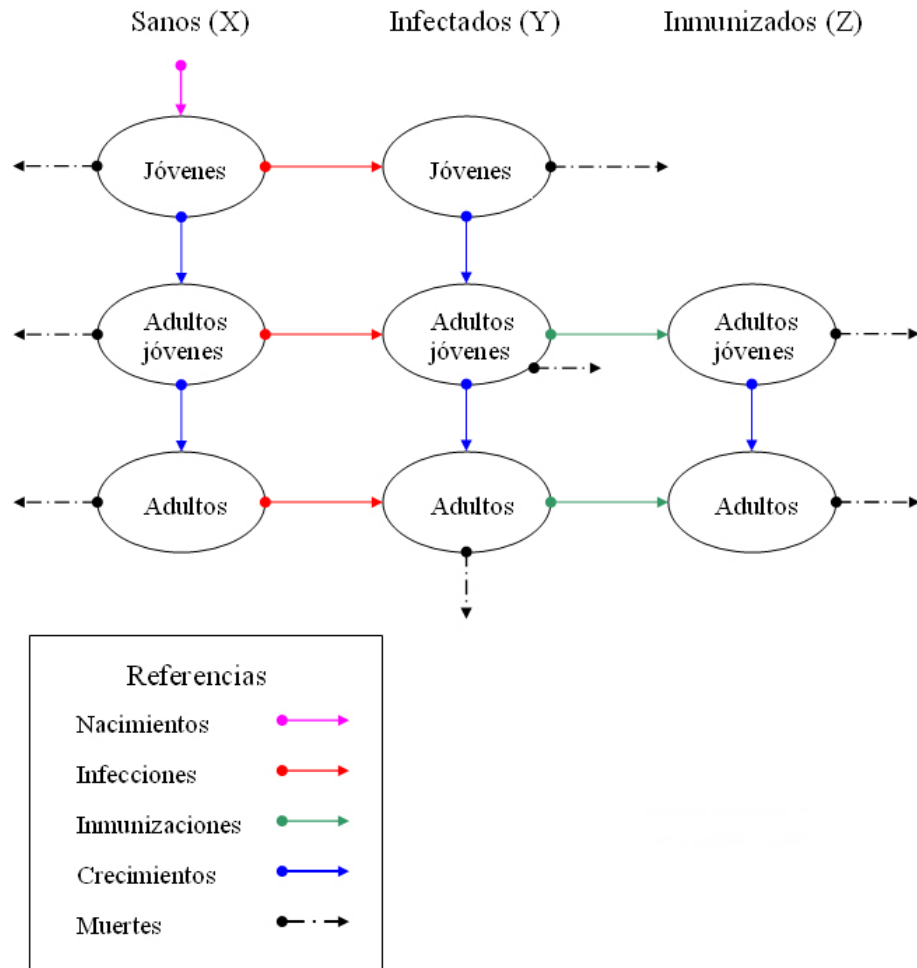 Sanos (X)
Infectados (Y)
Inmunizados (Z)
Jóvenes
Jóvenes
Adultos
jóvenes
Adultos
jóvenes
Adultos
jóvenes
Adultos
Adultos
Adultos
Referencias
Nacimientos
Infecciones
Inmunizaciones
Crecimientos
Muertes